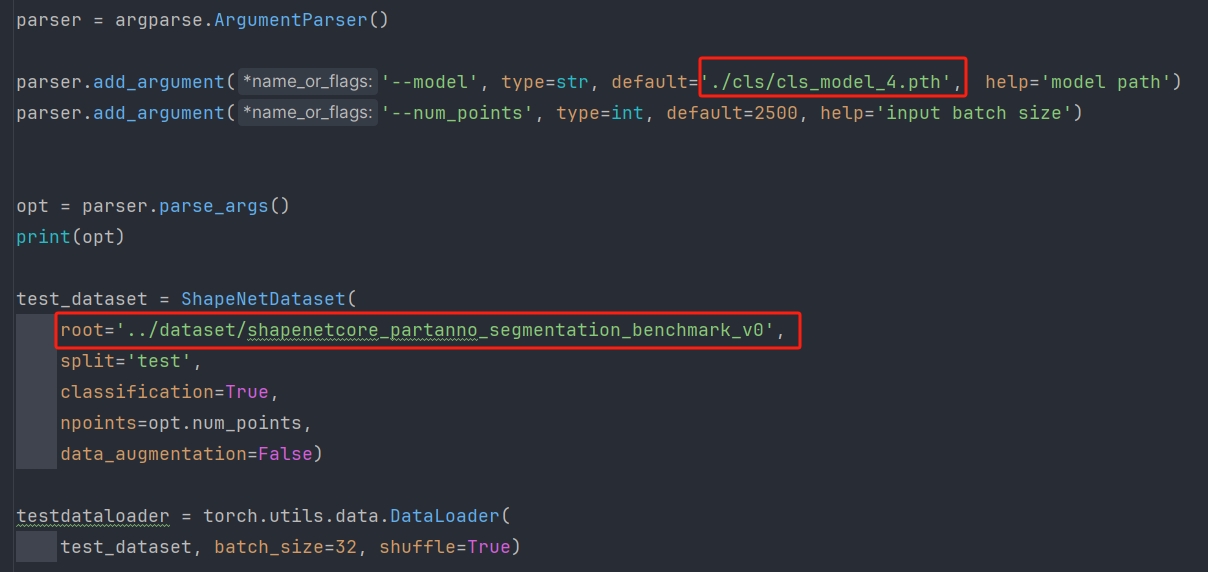 parser = argparse.ArgumentParser()
parser.add_argument( *name_or_flags: '--model', type=str, default='./cls/cls_model_4.pth',  help='model path')
parser.add_argument( *name_or_flags: '--num_points', type=int, default=2500, help='input batch size')
opt = parser.parse_args()
print(opt)
test_dataset = ShapeNetDataset(
root='../dataset/shapenetcore_partanno_segmentation_benchmark_v0',
split='test',
classification=True,
npoints=opt.num_points,
data_augmentation=False)
testdataloader = torch.utils.data.DataLoader(
test_dataset, batch_size=32, shuffle=True)